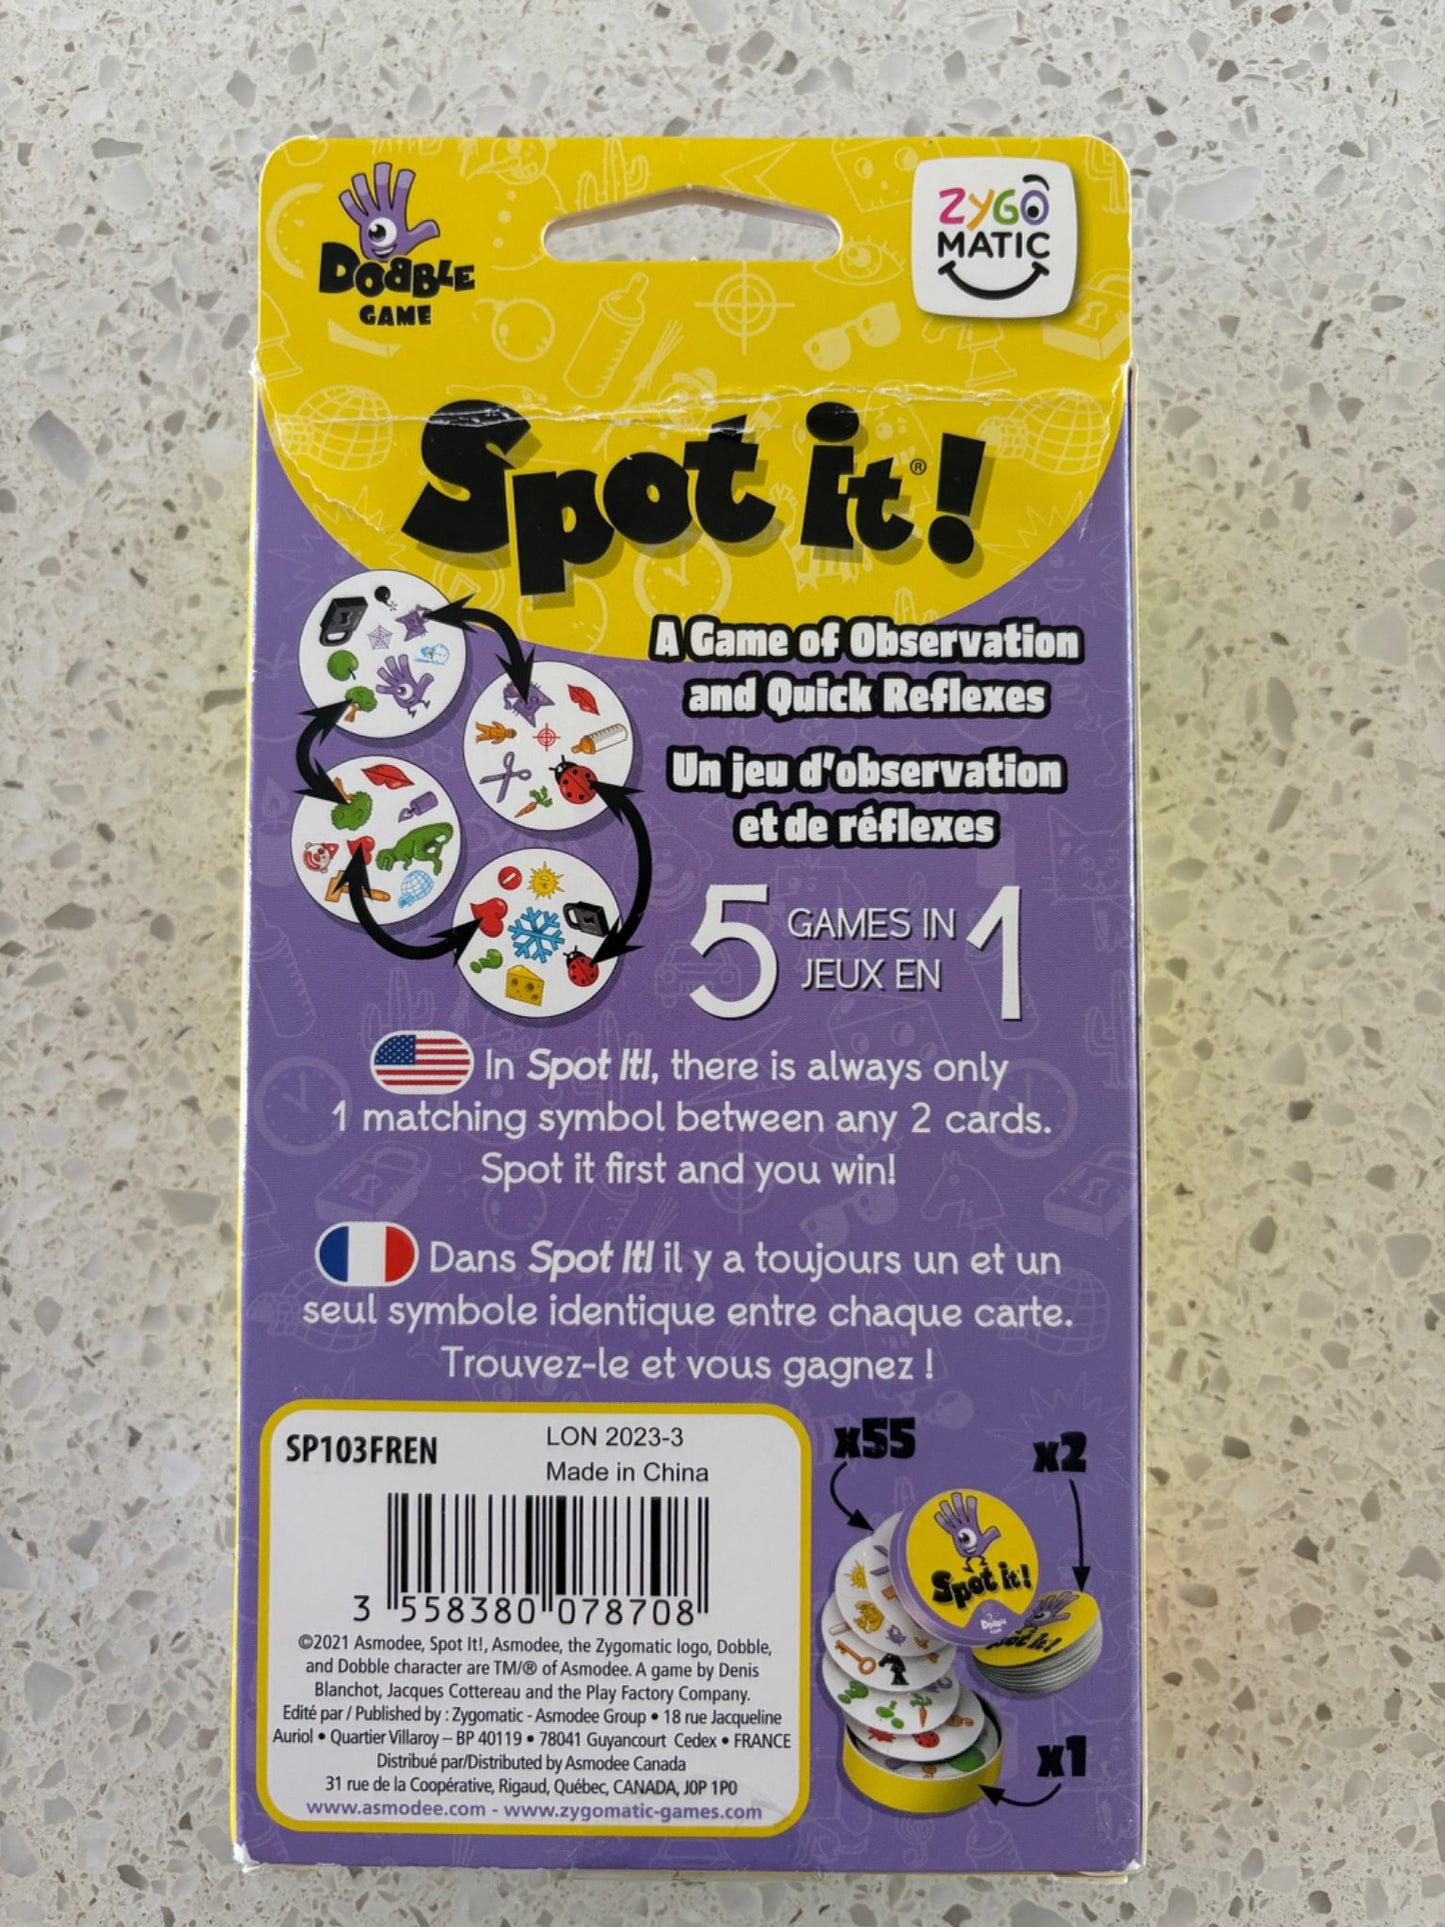 DOBBLE
GAME
ZYGO
MATIC
Spot it!®
A Game of Observation
and Quick Reflexes
Un jeu d'observation
et de réflexes
5 GAMES IN 1
JEUX EN
In Spot It!, there is always only
1 matching symbol between any 2 cards.
Spot it first and you win!
Dans Spot It! il y a toujours un et un
seul symbole identique entre chaque carte.
Trouvez-le et vous gagnez !
SP103FREN
LON 2023-3
Made in China
3 558380 078708
©2021 Asmodee, Spot It!, Asmodee, the Zygomatic logo, Dobble,
and Dobble character are TM/® of Asmodee. A game by Denis
Blanchot, Jacques Cottereau and the Play Factory Company.
Edité par / Published by : Zygomatic - Asmodee Group • 18 rue Jacqueline
Auriol • Quartier Villaroy – BP 40119 • 78041 Guyancourt Cedex • FRANCE
Distribué par/Distributed by Asmodee Canada
31 rue de la Coopérative, Rigaud, Québec, CANADA, J0P 1P0
www.asmodee.com - www.zygomatic-games.com
x55
x2
Spot it!
DOBBLE
GAME
Spot it!
x1